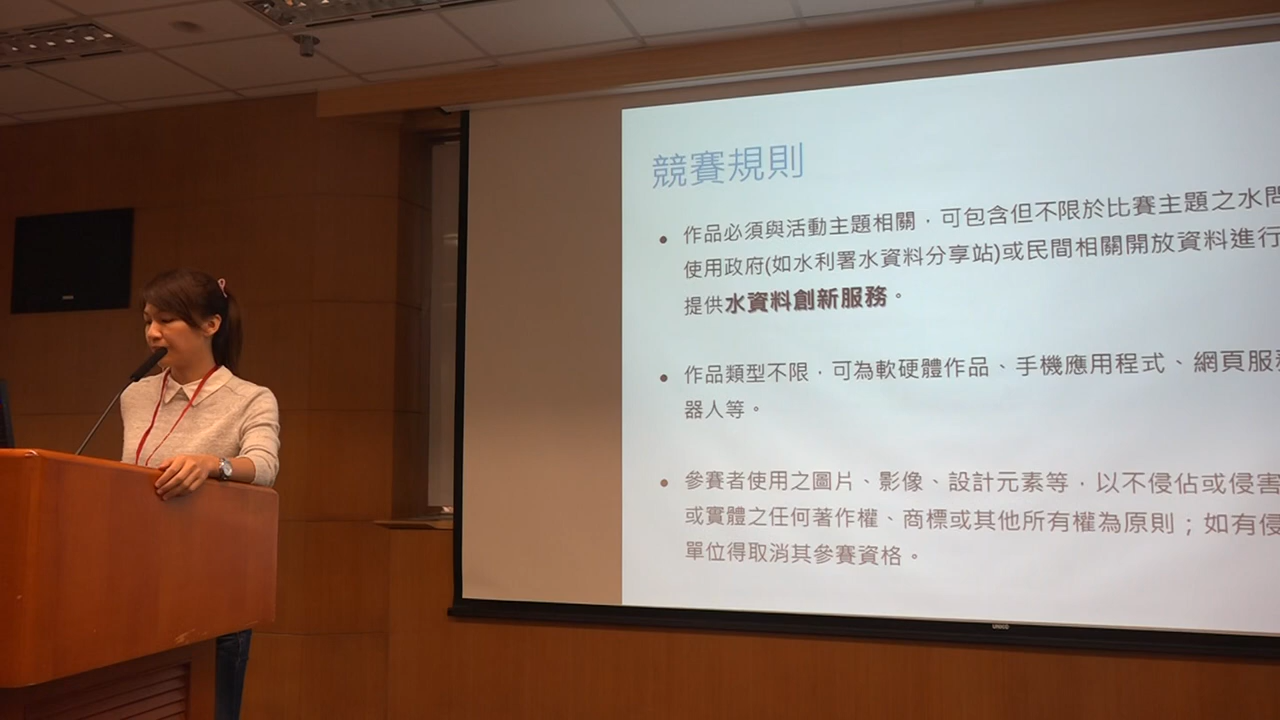 競賽規則
作品必須與活動主題相關，可包含但不限於比賽主題之水問
使用政府(如水利署水資料分享站)或民間相關開放資料進行
提供水資料創新服務。
作品類型不限，可為軟硬體作品、手機應用程式、網頁服務
器人等。
參賽者使用之圖片、影像、設計元素等，以不侵佔或侵害
或實體之任何著作權、商標或其他所有權為原則；如有侵
單位得取消其參賽資格。